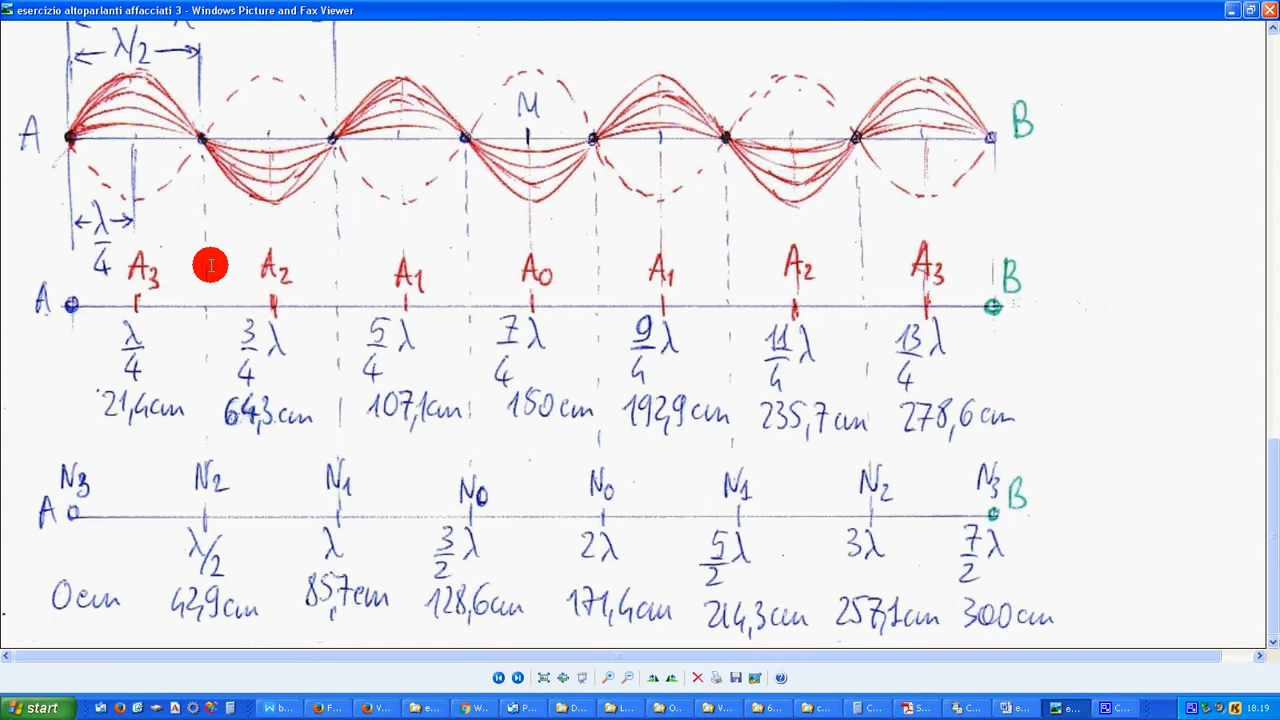 esercizio altoparlanti affacciati 3 - Windows Picture and Fax Viewer
λ/2
A M B
λ/4
A3 A2 A1 A0 A1 A2 A3
A B
λ/4 3/4 λ 5/4 λ 7/4 λ 9/4 λ 11/4 λ 13/4 λ
21,4cm 64,3cm 107,1cm 150cm 192,9cm 235,7cm 278,6cm
N3 N2 N1 N0 N0 N1 N2 N3
A B
λ/2 λ 3/2 λ 2λ 5/2 λ 3λ 7/2 λ
0cm 42,9cm 85,7cm 128,6cm 171,4cm 214,3cm 257,1cm 300cm
start W b... F... V... e... W... P... D... L... O... V... 6... c... C... S... C... e... e... C... 18.19